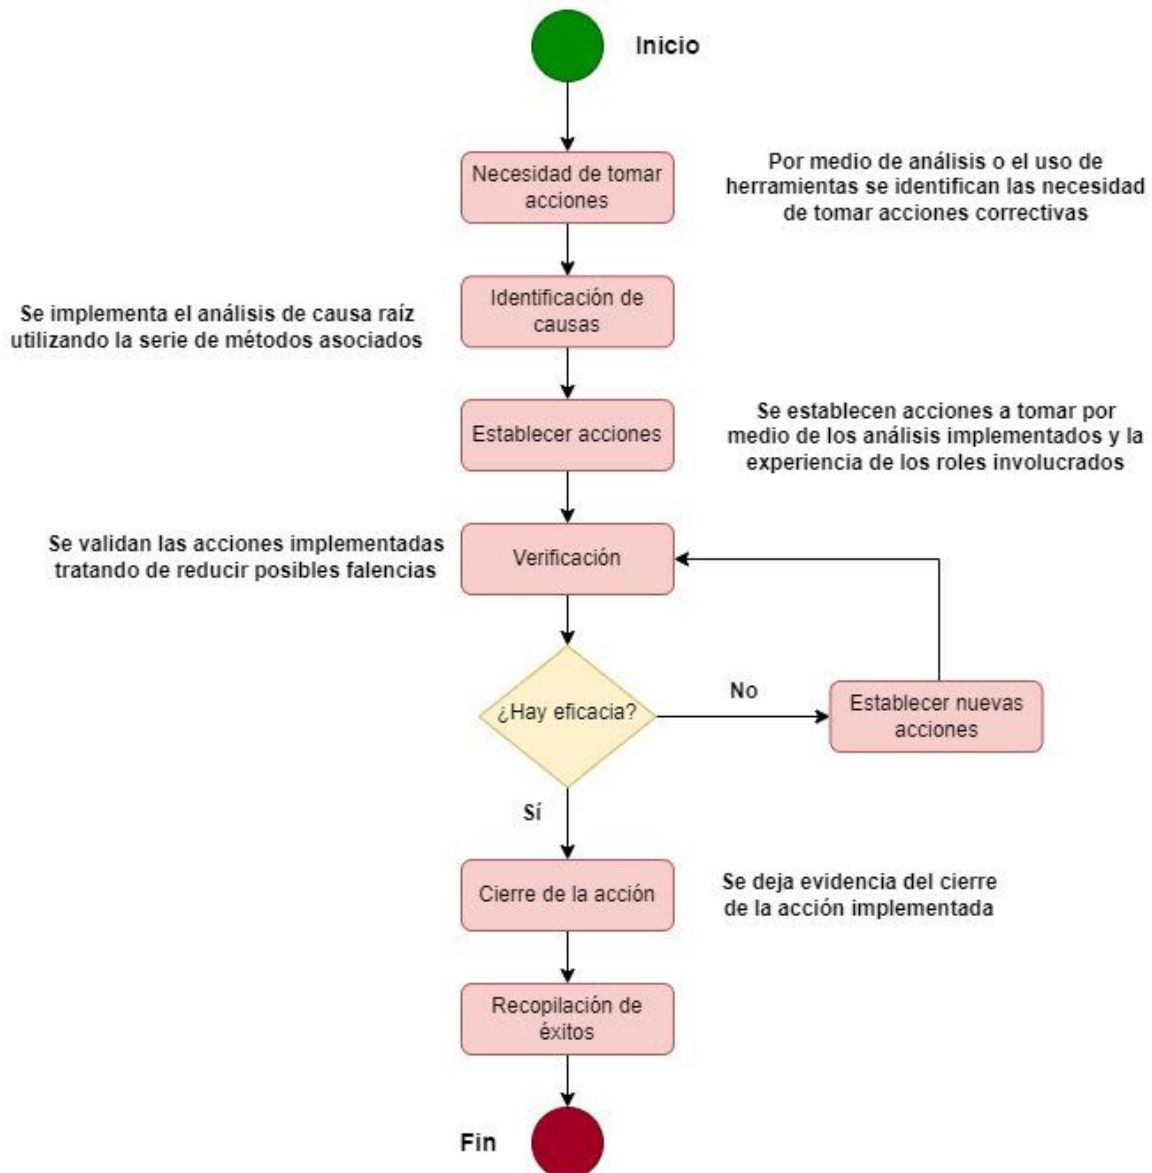 Inicio
Necesidad de tomar
acciones
Por medio de análisis o el uso de
herramientas se identifican las necesidad
de tomar acciones correctivas
Identificación de
causas
Se implementa el análisis de causa raíz
utilizando la serie de métodos asociados
Establecer acciones
Se establecen acciones a tomar por
medio de los análisis implementados y la
experiencia de los roles involucrados
Se validan las acciones implementadas
tratando de reducir posibles falencias
Verificación
¿Hay eficacia?
No
Establecer nuevas
acciones
Sí
Cierre de la acción
Se deja evidencia del cierre
de la acción implementada
Recopilación de
éxitos
Fin